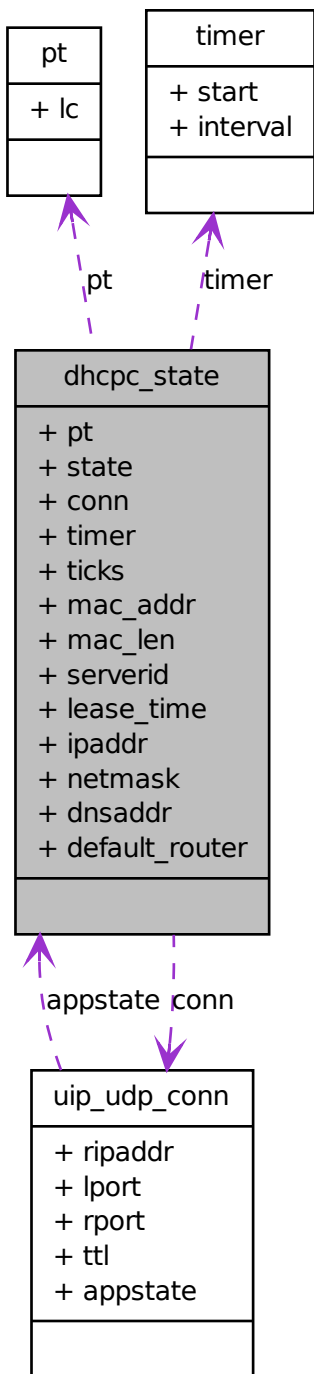 pt
+ lc
timer
+ start
+ interval
pt
timer
dhcpc_state
+ pt
+ state
+ conn
+ timer
+ ticks
+ mac_addr
+ mac_len
+ serverid
+ lease_time
+ ipaddr
+ netmask
+ dnsaddr
+ default_router
appstate
conn
uip_udp_conn
+ ripaddr
+ lport
+ rport
+ ttl
+ appstate